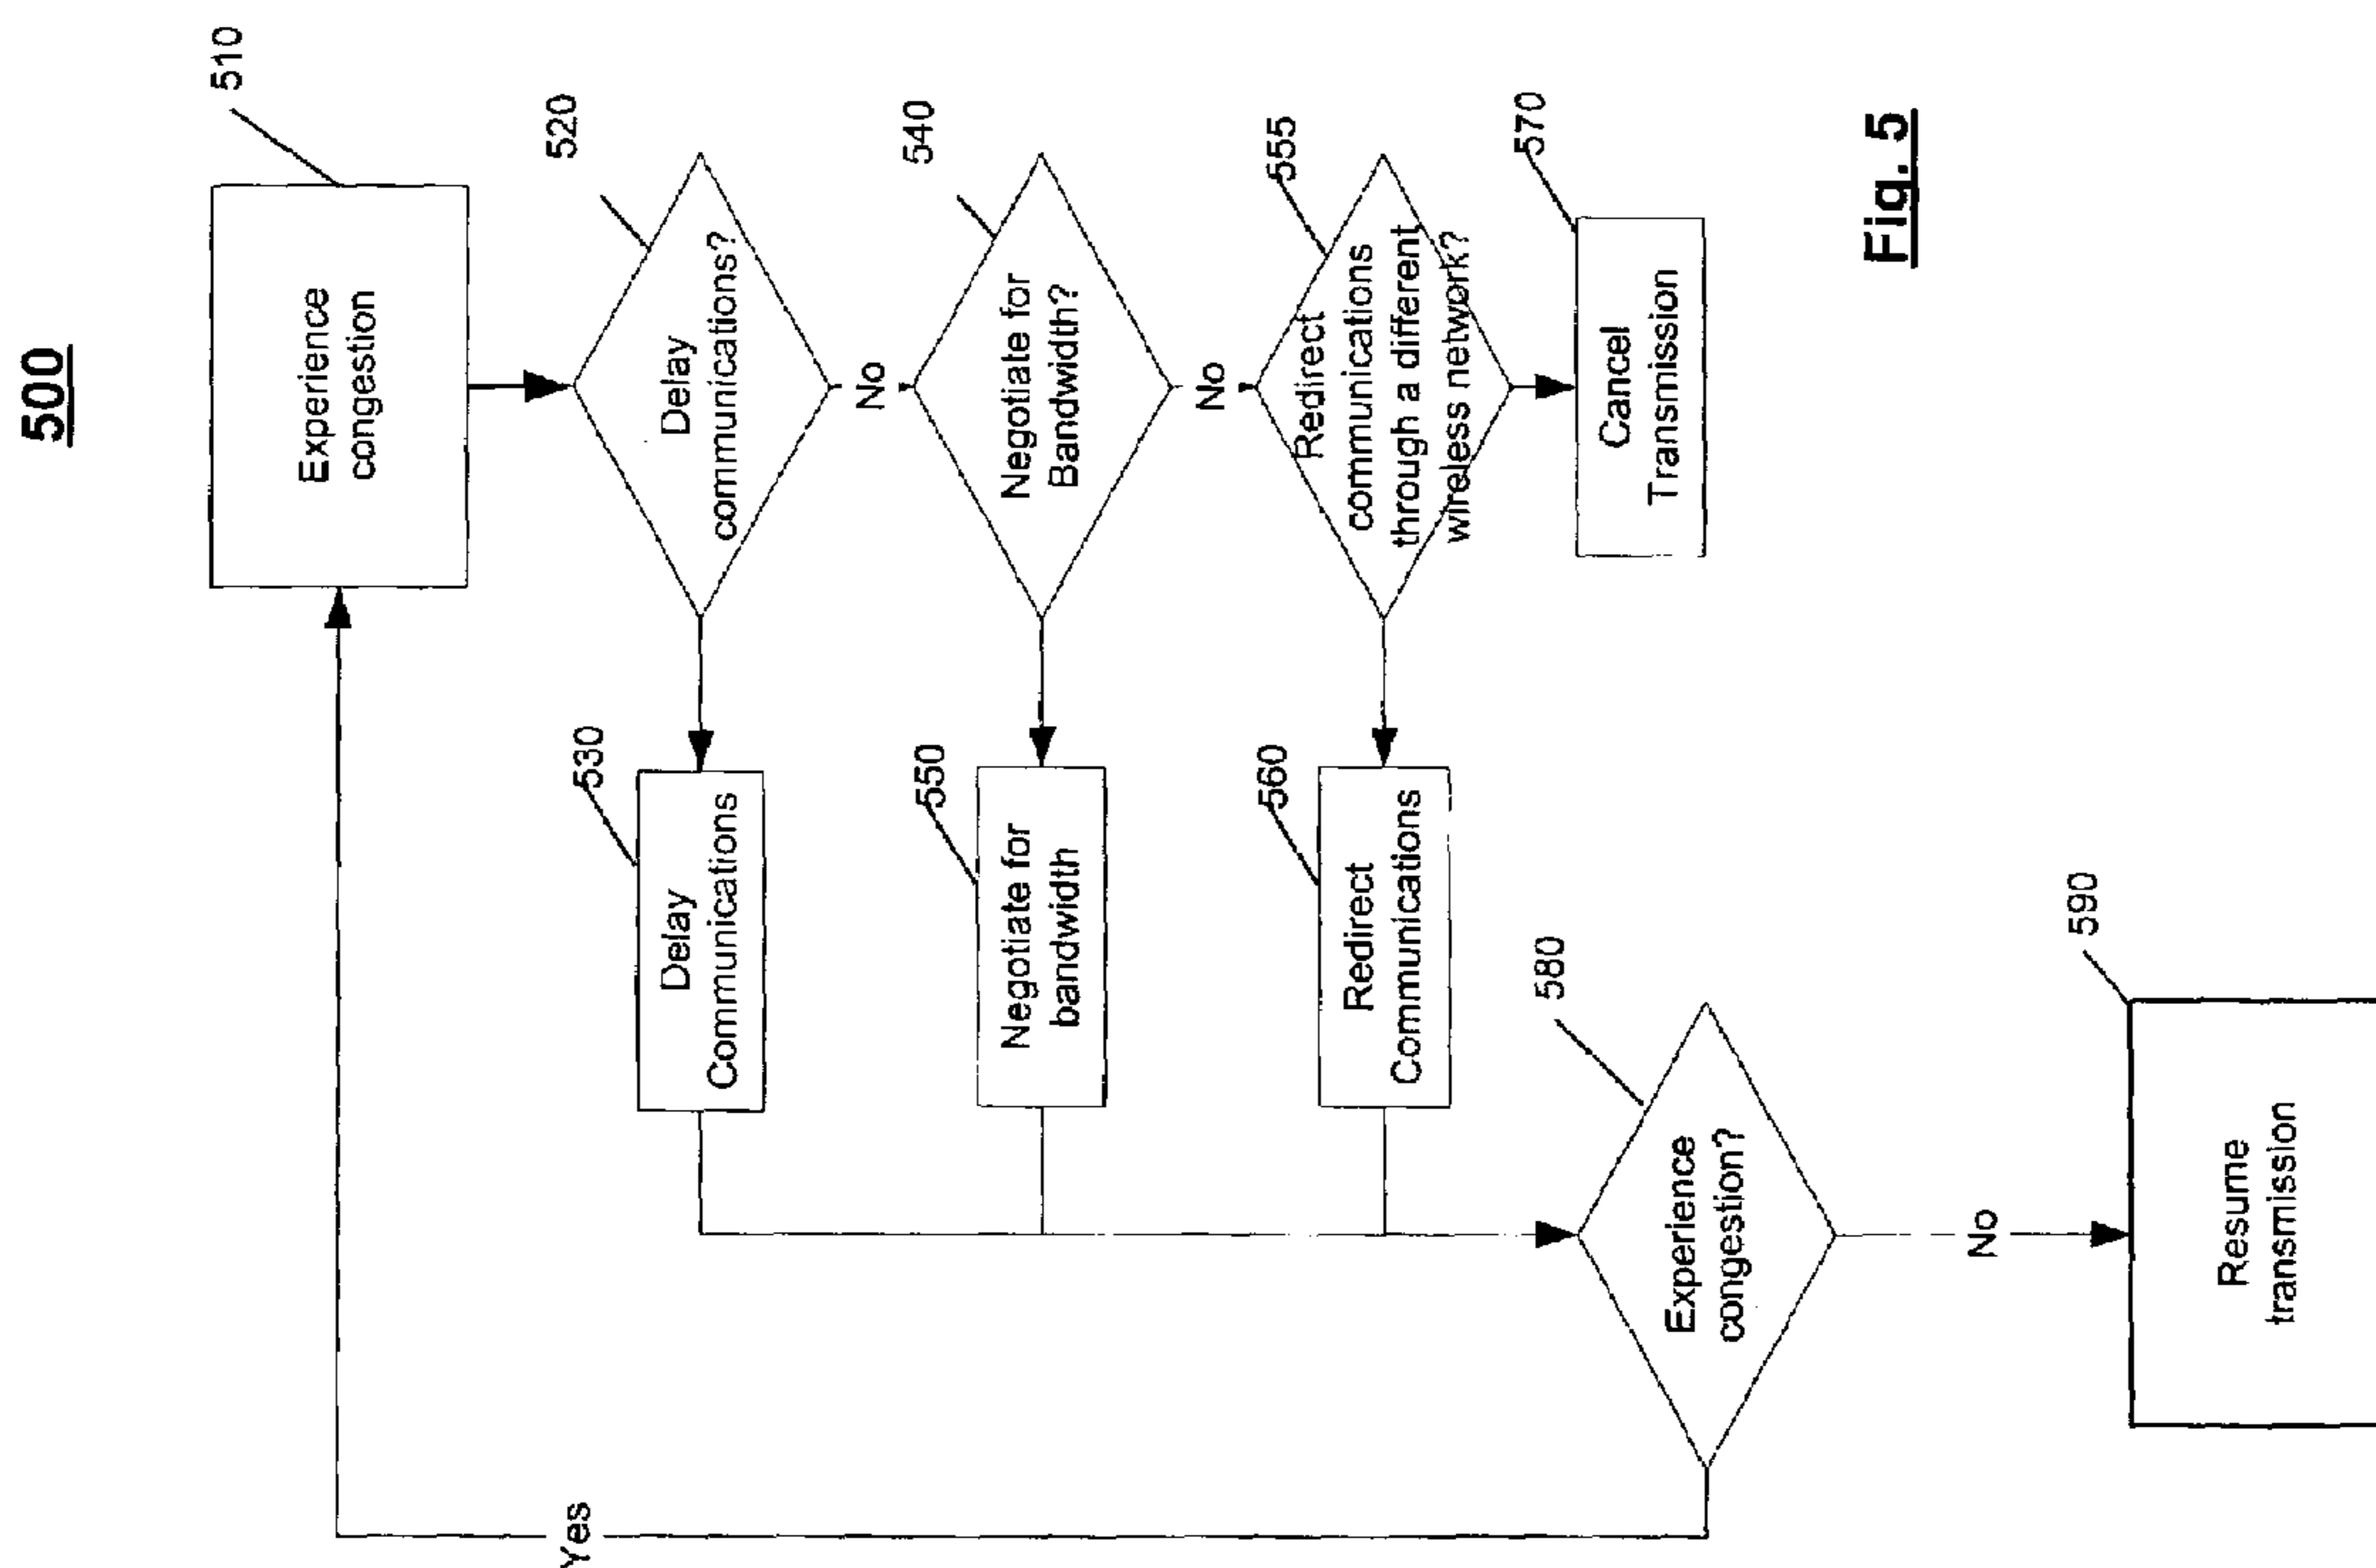 500
510
Experience
congestion
520
Delay
communications?
530
Delay
Communications
No
540
Negotiate for
Bandwidth?
550
Negotiate for
bandwidth
No
555
Redirect
communications
through a different
wireless network?
560
Redirect
Communications
570
Cancel
Transmission
580
Experience
congestion?
Yes
No
590
Resume
transmission
Fig. 5